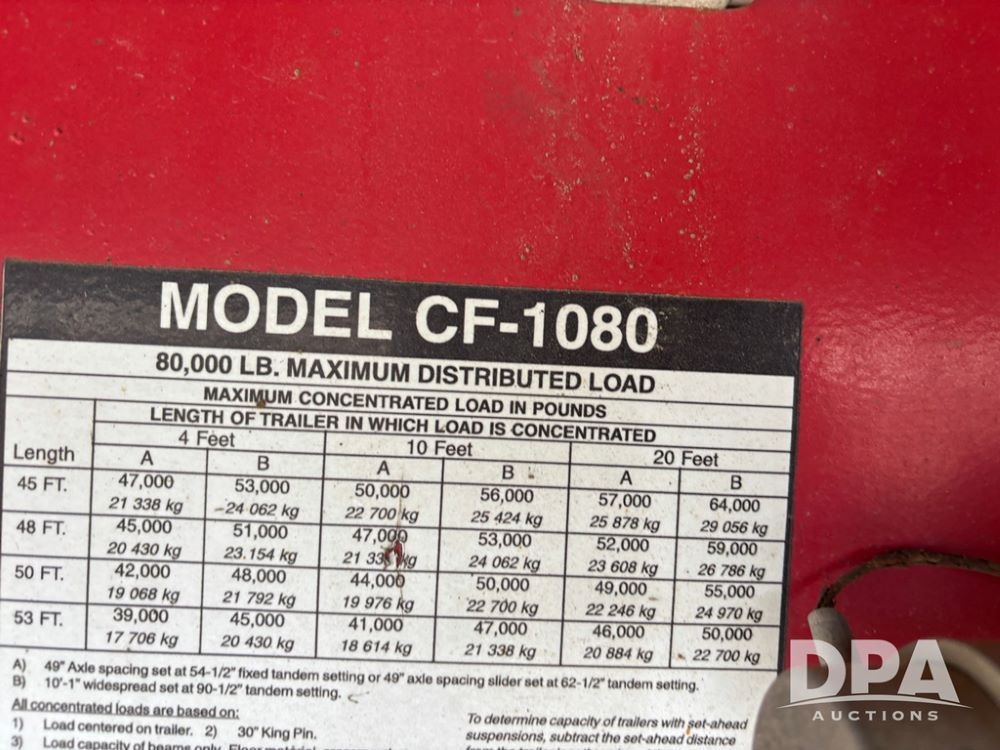 MODEL CF-1080
80,000 LB. MAXIMUM DISTRIBUTED LOAD
MAXIMUM CONCENTRATED LOAD IN POUNDS
LENGTH OF TRAILER IN WHICH LOAD IS CONCENTRATED
Length 4 Feet 10 Feet 20 Feet
A B A B A B
45 FT. 47,000 53,000 50,000 56,000 57,000 64,000
21 338 kg 24 062 kg 22 700 kg 25 424 kg 25 878 kg 29 056 kg
48 FT. 45,000 51,000 47,000 53,000 52,000 59,000
20 430 kg 23.154 kg 21 33 kg 24 062 kg 23 608 kg 26 786 kg
50 FT. 42,000 48,000 44,000 50,000 49,000 55,000
19 068 kg 21 792 kg 19 976 kg 22 700 kg 22 246 kg 24 970 kg
53 FT. 39,000 45,000 41,000 47,000 46,000 50,000
17 706 kg 20 430 kg 18 614 kg 21 338 kg 20 884 kg 22 700 kg
A) 49" Axle spacing set at 54-1/2" fixed tandem setting or 49" axle spacing slider set at 62-1/2" tandem setting.
B) 10'-1" widespread set at 90-1/2" tandem setting.
All concentrated loads are based on:
1) Load centered on trailer. 2) 30" King Pin.
3) Load capacity of beams only.
To determine capacity of trailers with set-ahead
suspensions, subtract the set-ahead distance
DPA
AUCTIONS